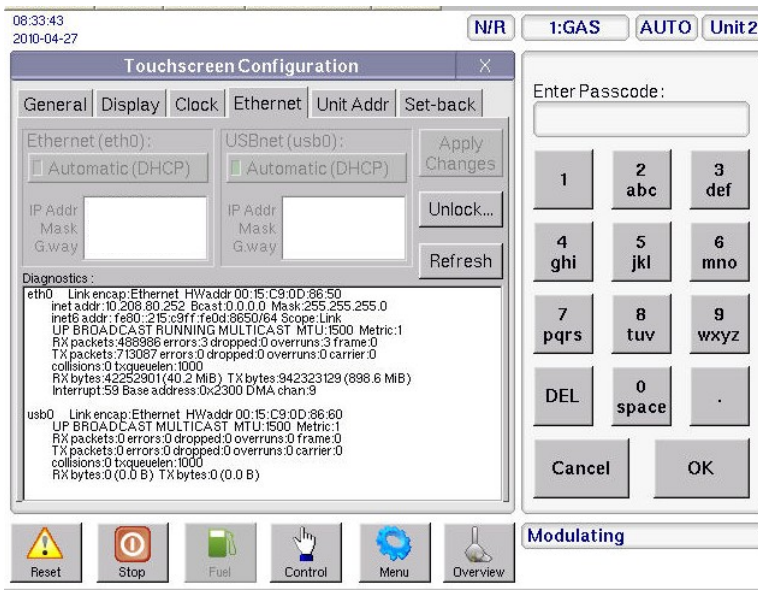 08:33:43
2010-04-27
N/R
1:GAS
AUTO
Unit2
Touchscreen Configuration
X
General
Display
Clock
Ethernet
Unit Addr
Set-back
Ethernet (eth0):
Automatic (DHCP)
IP Addr
Mask
G.way
USBnet (usb0):
Automatic (DHCP)
IP Addr
Mask
G.way
Apply
Changes
Unlock...
Refresh
Diagnostics:
eth0 Link encap:Ethernet HWaddr 00:15:C9:0D:86:50
inet addr:10.208.80.252 Bcast:0.0.0.0 Mask:255.255.255.0
inet6 addr: fe80::215:c9ff:fe0d:8650/64 Scope:Link
UP BROADCAST RUNNING MULTICAST MTU:1500 Metric:1
RX packets:488986 errors:3 dropped:0 overruns:3 frame:0
TX packets:713087 errors:0 dropped:0 overruns:0 carrier:0
collisions:0 txqueuelen:1000
RX bytes:42252901 (40.2 MiB) TX bytes:942323129 (898.6 MiB)
Interrupt:59 Base address:0x2300 DMA chan:9
usb0 Link encap:Ethernet HWaddr 00:15:C9:0D:86:60
UP BROADCAST MULTICAST MTU:1500 Metric:1
RX packets:0 errors:0 dropped:0 overruns:0 frame:0
TX packets:0 errors:0 dropped:0 overruns:0 carrier:0
collisions:0 txqueuelen:1000
RX bytes:0 (0.0 B) TX bytes:0 (0.0 B)
Enter Passcode:
1
2
abc
3
def
4
ghi
5
jkl
6
mno
7
pqrs
8
tuv
9
wxyz
DEL
0
space
.
Cancel
OK
Reset
Stop
Fuel
Control
Menu
Overview
Modulating